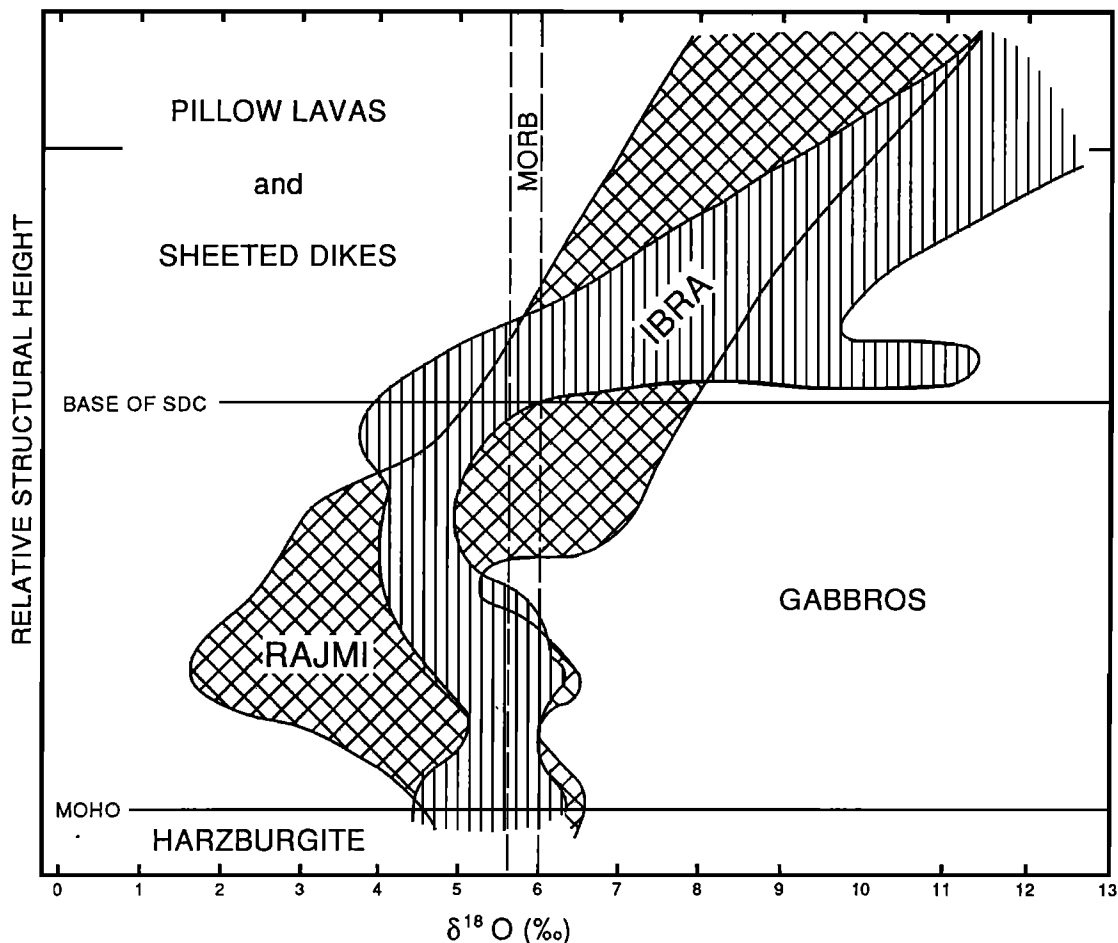 PILLOW LAVAS
and
SHEETED DIKES
MORB
IBRA
BASE OF SDC
RELATIVE STRUCTURAL HEIGHT
GABBROS
RAJMI
MOHO
HARZBURGITE
0 1 2 3 4 5 6 7 8 9 10 11 12 13
δ¹⁸ O (‰)